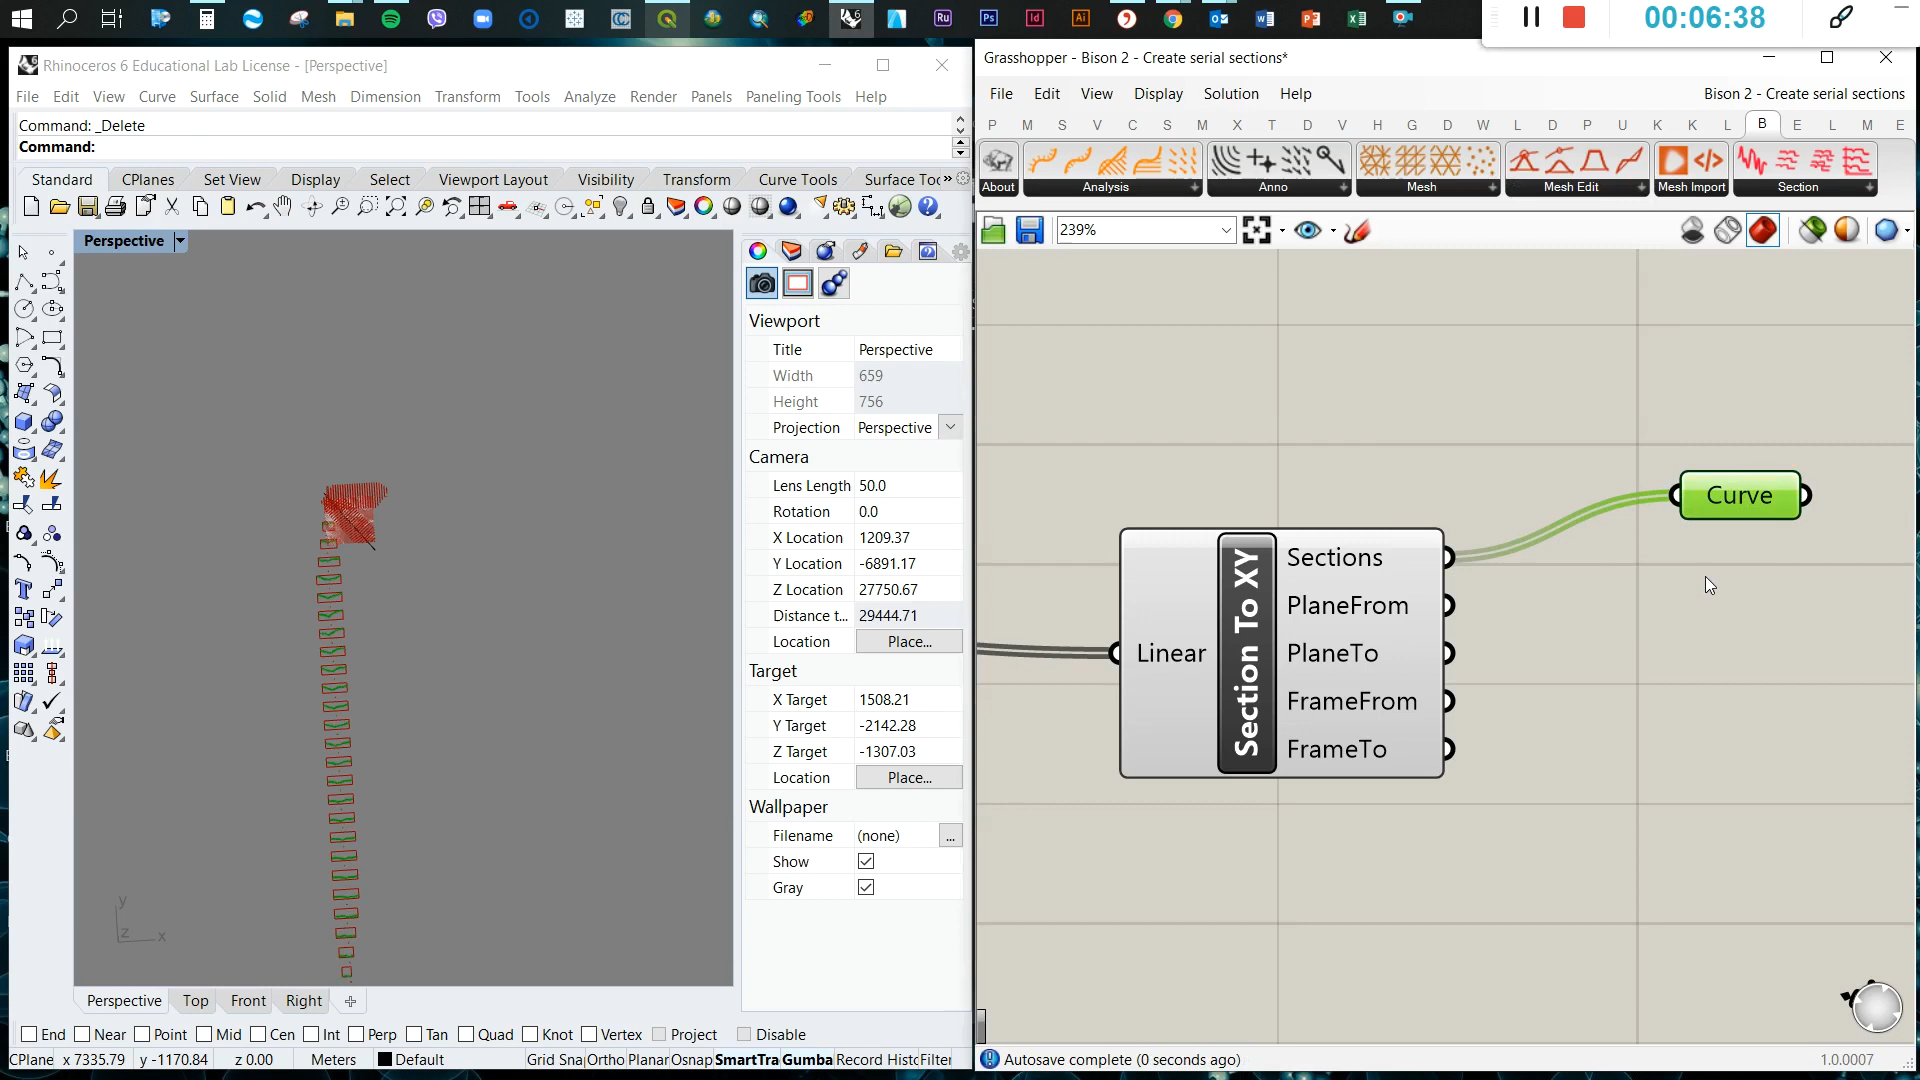 00:06:38
Rhinoceros 6 Educational Lab License - [Perspective]
File Edit View Curve Surface Solid Mesh Dimension Transform Tools Analyze Render Panels Paneling Tools Help
Command: _Delete
Command:
Standard CPlanes Set View Display Select Viewport Layout Visibility Transform Curve Tools Surface Toc »
Perspective
Viewport
Title Perspective
Width 659
Height 756
Projection Perspective
Camera
Lens Length 50.0
Rotation 0.0
X Location 1209.37
Y Location -6891.17
Z Location 27750.67
Distance t... 29444.71
Location Place...
Target
X Target 1508.21
Y Target -2142.28
Z Target -1307.03
Location Place...
Wallpaper
Filename (none) ...
Show
Gray
y
z x
Perspective Top Front Right
End Near Point Mid Cen Int Perp Tan Quad Knot Vertex Project Disable
CPlane x 7335.79 y -1170.84 z 0.00 Meters Default Grid Sna Ortho Planar Osnap SmartTra Gumba Record Histo Filter
Grasshopper - Bison 2 - Create serial sections*
File Edit View Display Solution Help Bison 2 - Create serial sections
P M S V C S M X T D V H G D W L D P U K K L B E L M E
About Analysis Anno Mesh Mesh Edit Mesh Import Section
239%
Curve
Linear
Section To XY
Sections
PlaneFrom
PlaneTo
FrameFrom
FrameTo
Autosave complete (0 seconds ago) 1.0.0007